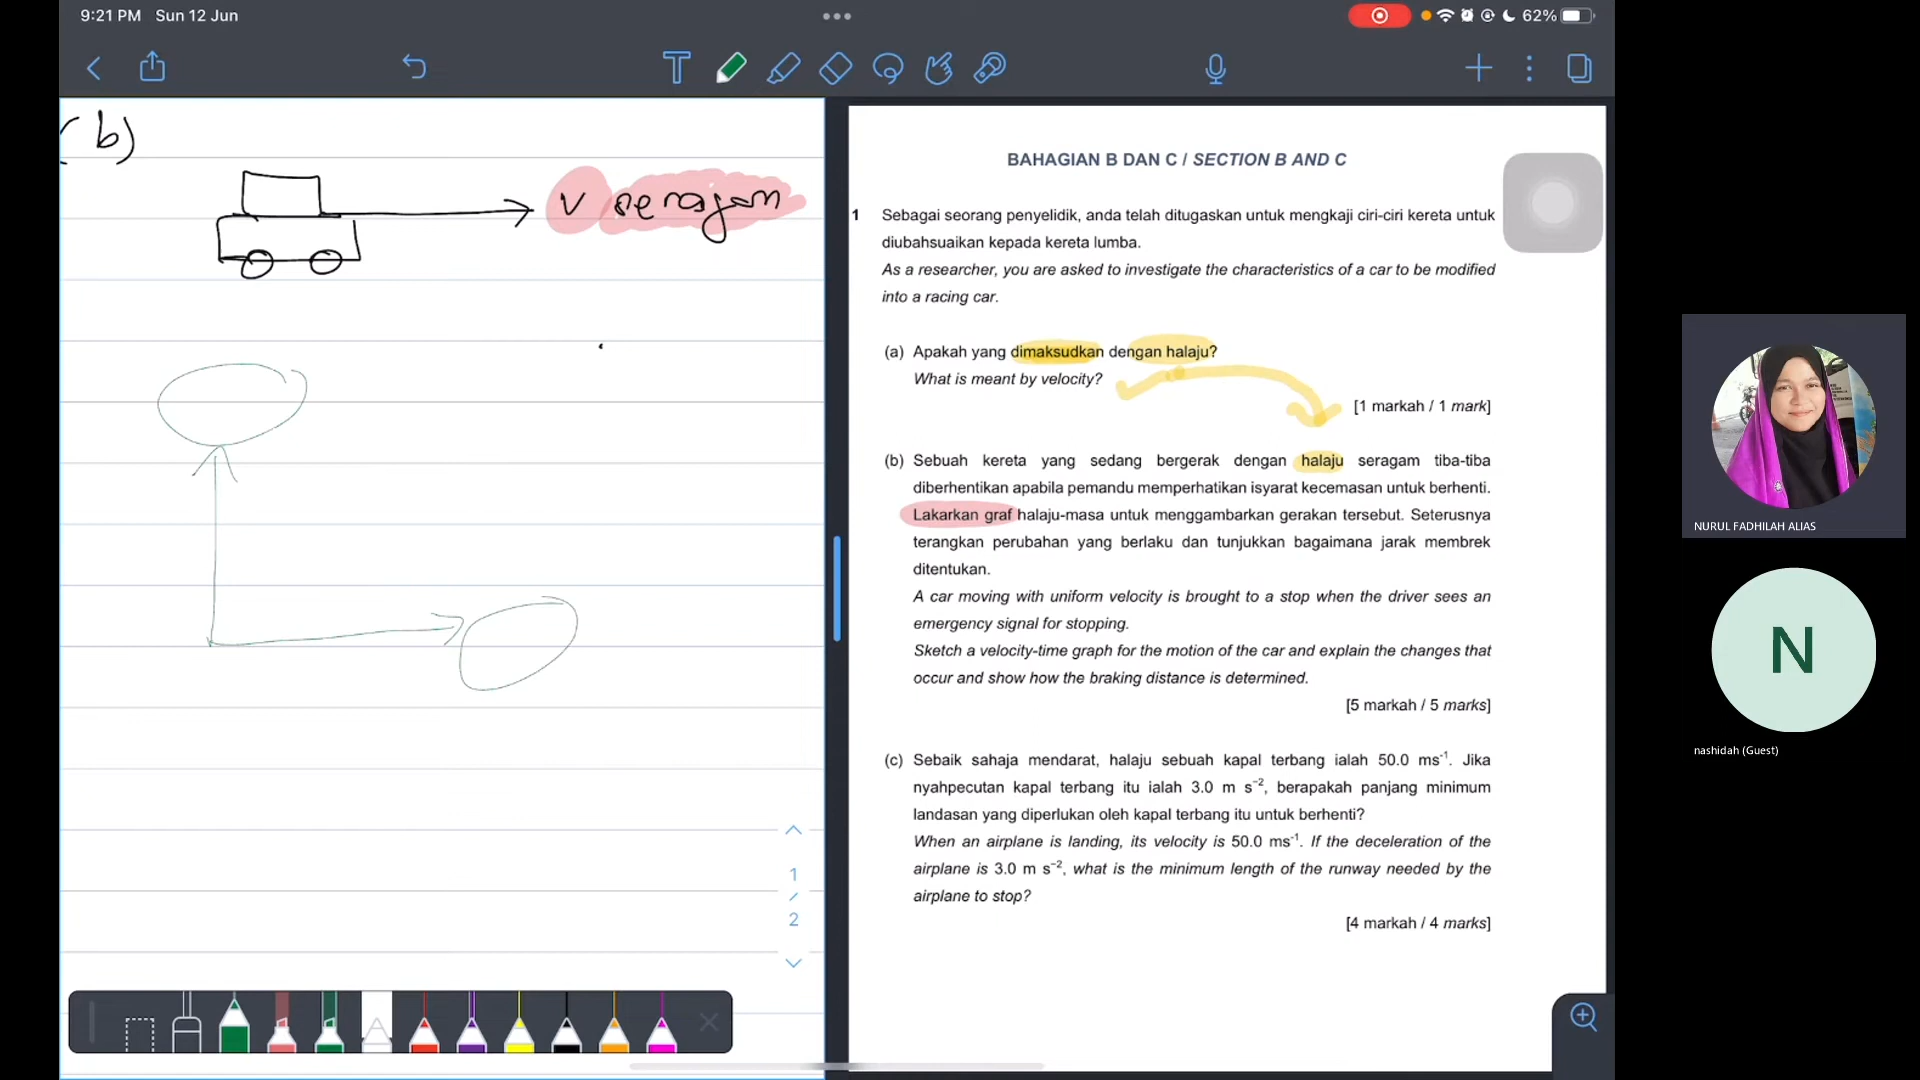 9:21 PM Sun 12 Jun
62%
(b)
v seragam
1
2
BAHAGIAN B DAN C / SECTION B AND C
1 Sebagai seorang penyelidik, anda telah ditugaskan untuk mengkaji ciri-ciri kereta untuk
diubahsuaikan kepada kereta lumba.
As a researcher, you are asked to investigate the characteristics of a car to be modified
into a racing car.
(a) Apakah yang dimaksudkan dengan halaju?
What is meant by velocity?
[1 markah / 1 mark]
(b) Sebuah kereta yang sedang bergerak dengan halaju seragam tiba-tiba
diberhentikan apabila pemandu memperhatikan isyarat kecemasan untuk berhenti.
Lakarkan graf halaju-masa untuk menggambarkan gerakan tersebut. Seterusnya
terangkan perubahan yang berlaku dan tunjukkan bagaimana jarak membrek
ditentukan.
A car moving with uniform velocity is brought to a stop when the driver sees an
emergency signal for stopping.
Sketch a velocity-time graph for the motion of the car and explain the changes that
occur and show how the braking distance is determined.
[5 markah / 5 marks]
(c) Sebaik sahaja mendarat, halaju sebuah kapal terbang ialah 50.0 ms⁻¹. Jika
nyahpecutan kapal terbang itu ialah 3.0 m s⁻², berapakah panjang minimum
landasan yang diperlukan oleh kapal terbang itu untuk berhenti?
When an airplane is landing, its velocity is 50.0 ms⁻¹. If the deceleration of the
airplane is 3.0 m s⁻², what is the minimum length of the runway needed by the
airplane to stop?
[4 markah / 4 marks]
NURUL FADHILAH ALIAS
N
nashidah (Guest)